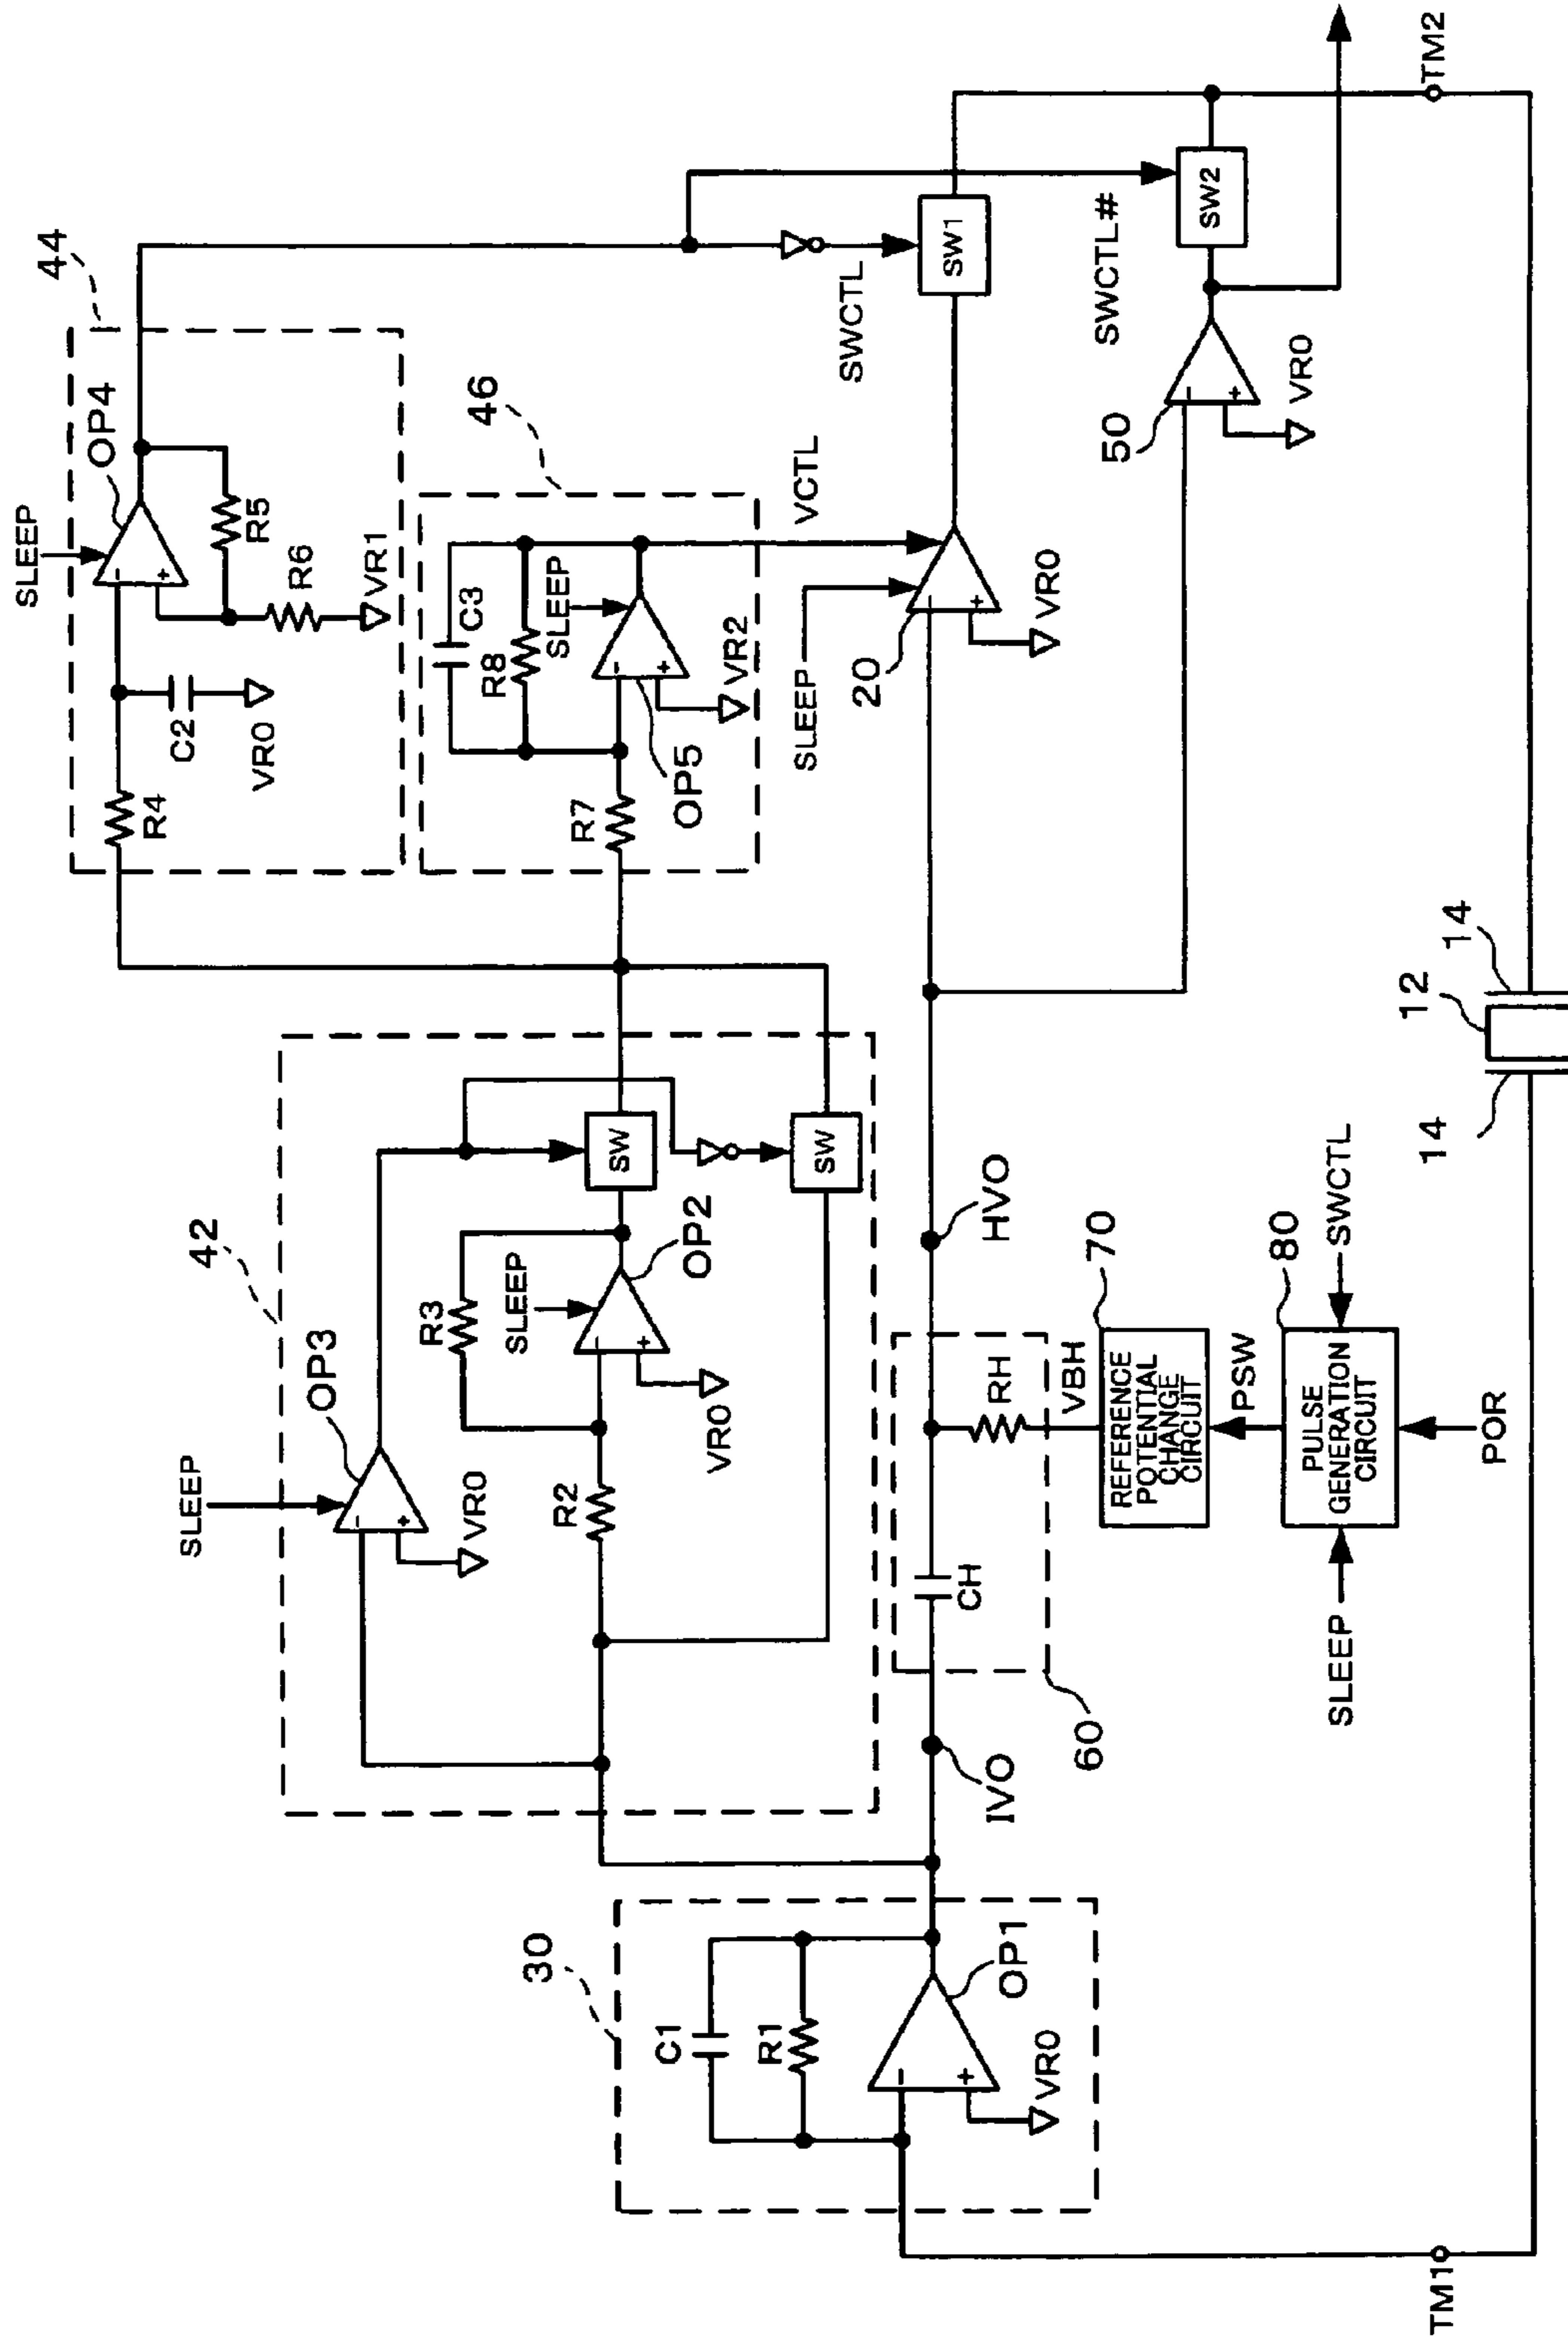 44
SLEEP
OP4
R4
C2
VR0
R5
R6
VR1
46
C3
R8
SLEEP
R7
OP5
VR2
VCTL
SWCTL
SW1
SWCTL#
SW2
TM2
SLEEP
20
VR0
50
VR0
42
SLEEP
OP3
VR0
R3
SLEEP
OP2
R2
VR0
SW
SW
HVO
CH
RH
VBH
60
IVO
70
REFERENCE
POTENTIAL
CHANGE
CIRCUIT
PSW
80
PULSE
GENERATION
CIRCUIT
SLEEP
SWCTL
POR
30
C1
R1
OP1
VR0
TM1
14
12
14